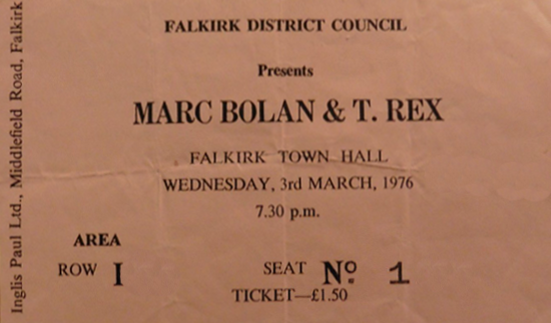 FALKIRK DISTRICT COUNCIL
Presents
MARC BOLAN & T. REX
FALKIRK TOWN HALL
WEDNESDAY, 3rd MARCH, 1976
7.30 p.m.
AREA
ROW I
SEAT Nº 1
TICKET—£1.50
Inglis Paul Ltd., Middlefield Road, Falkirk